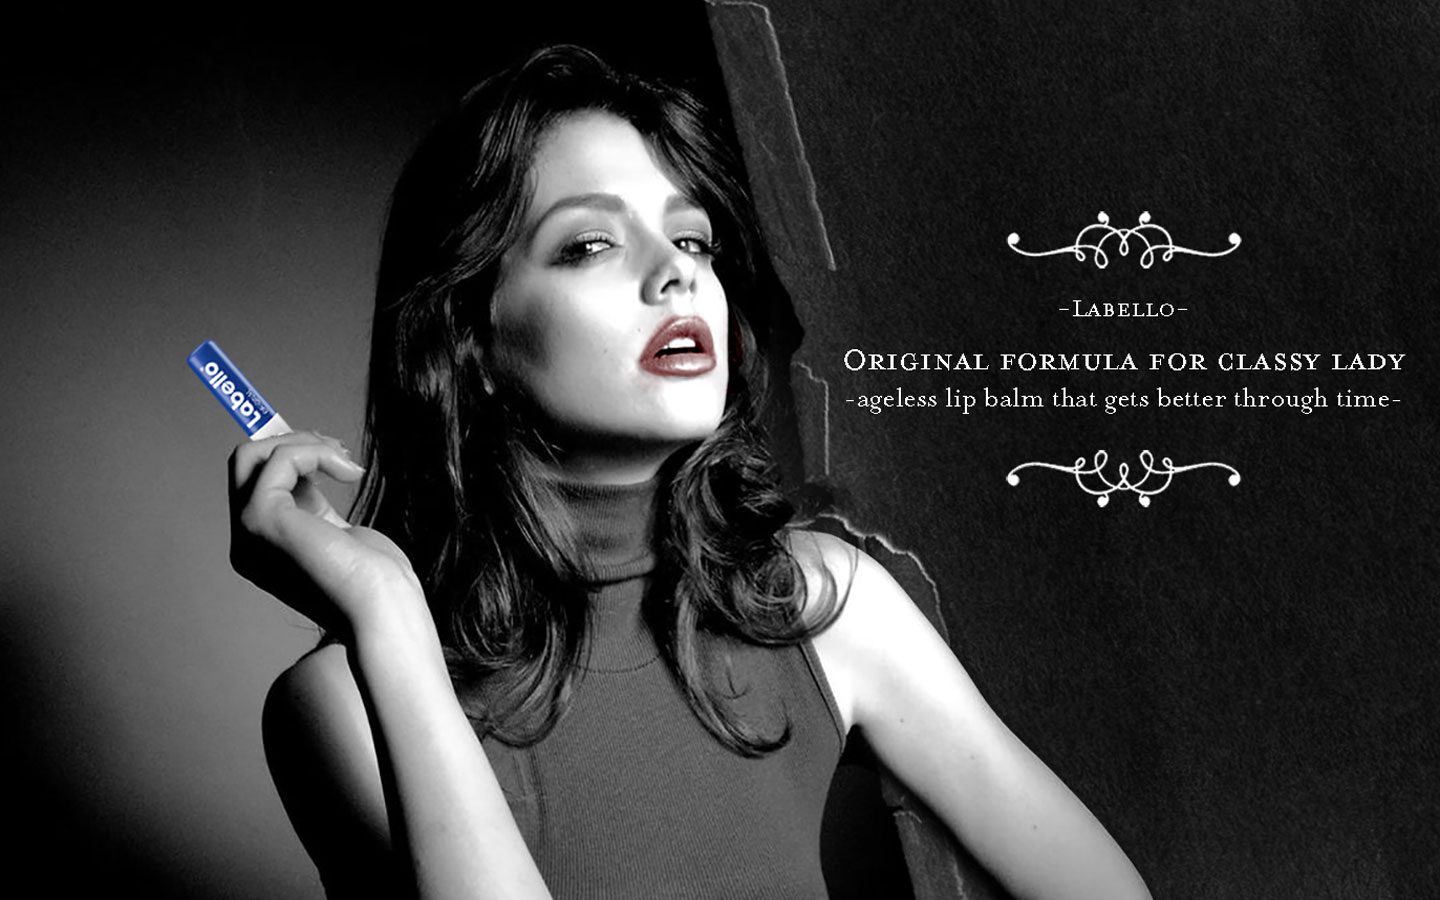 Labello
-Labello-
Original formula for classy lady
-ageless lip balm that gets better through time-